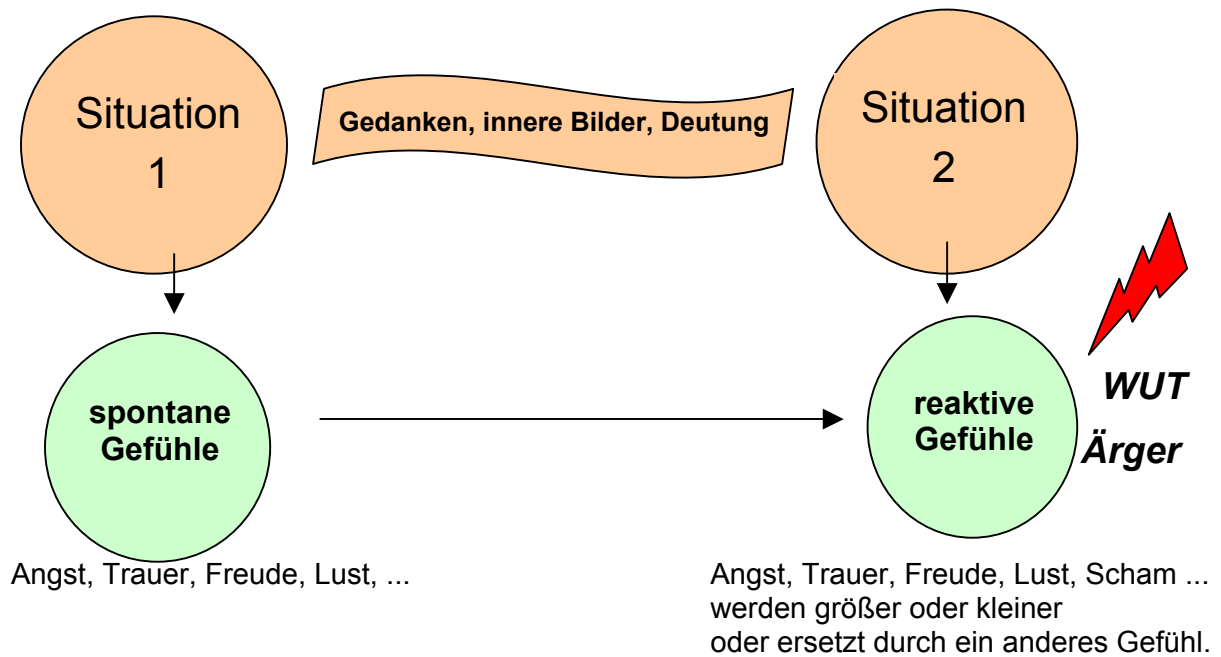 Situation
1
Gedanken, innere Bilder, Deutung
Situation
2
spontane
Gefühle
reaktive
Gefühle
WUT
Ärger
Angst, Trauer, Freude, Lust, ...
Angst, Trauer, Freude, Lust, Scham ...
werden größer oder kleiner
oder ersetzt durch ein anderes Gefühl.